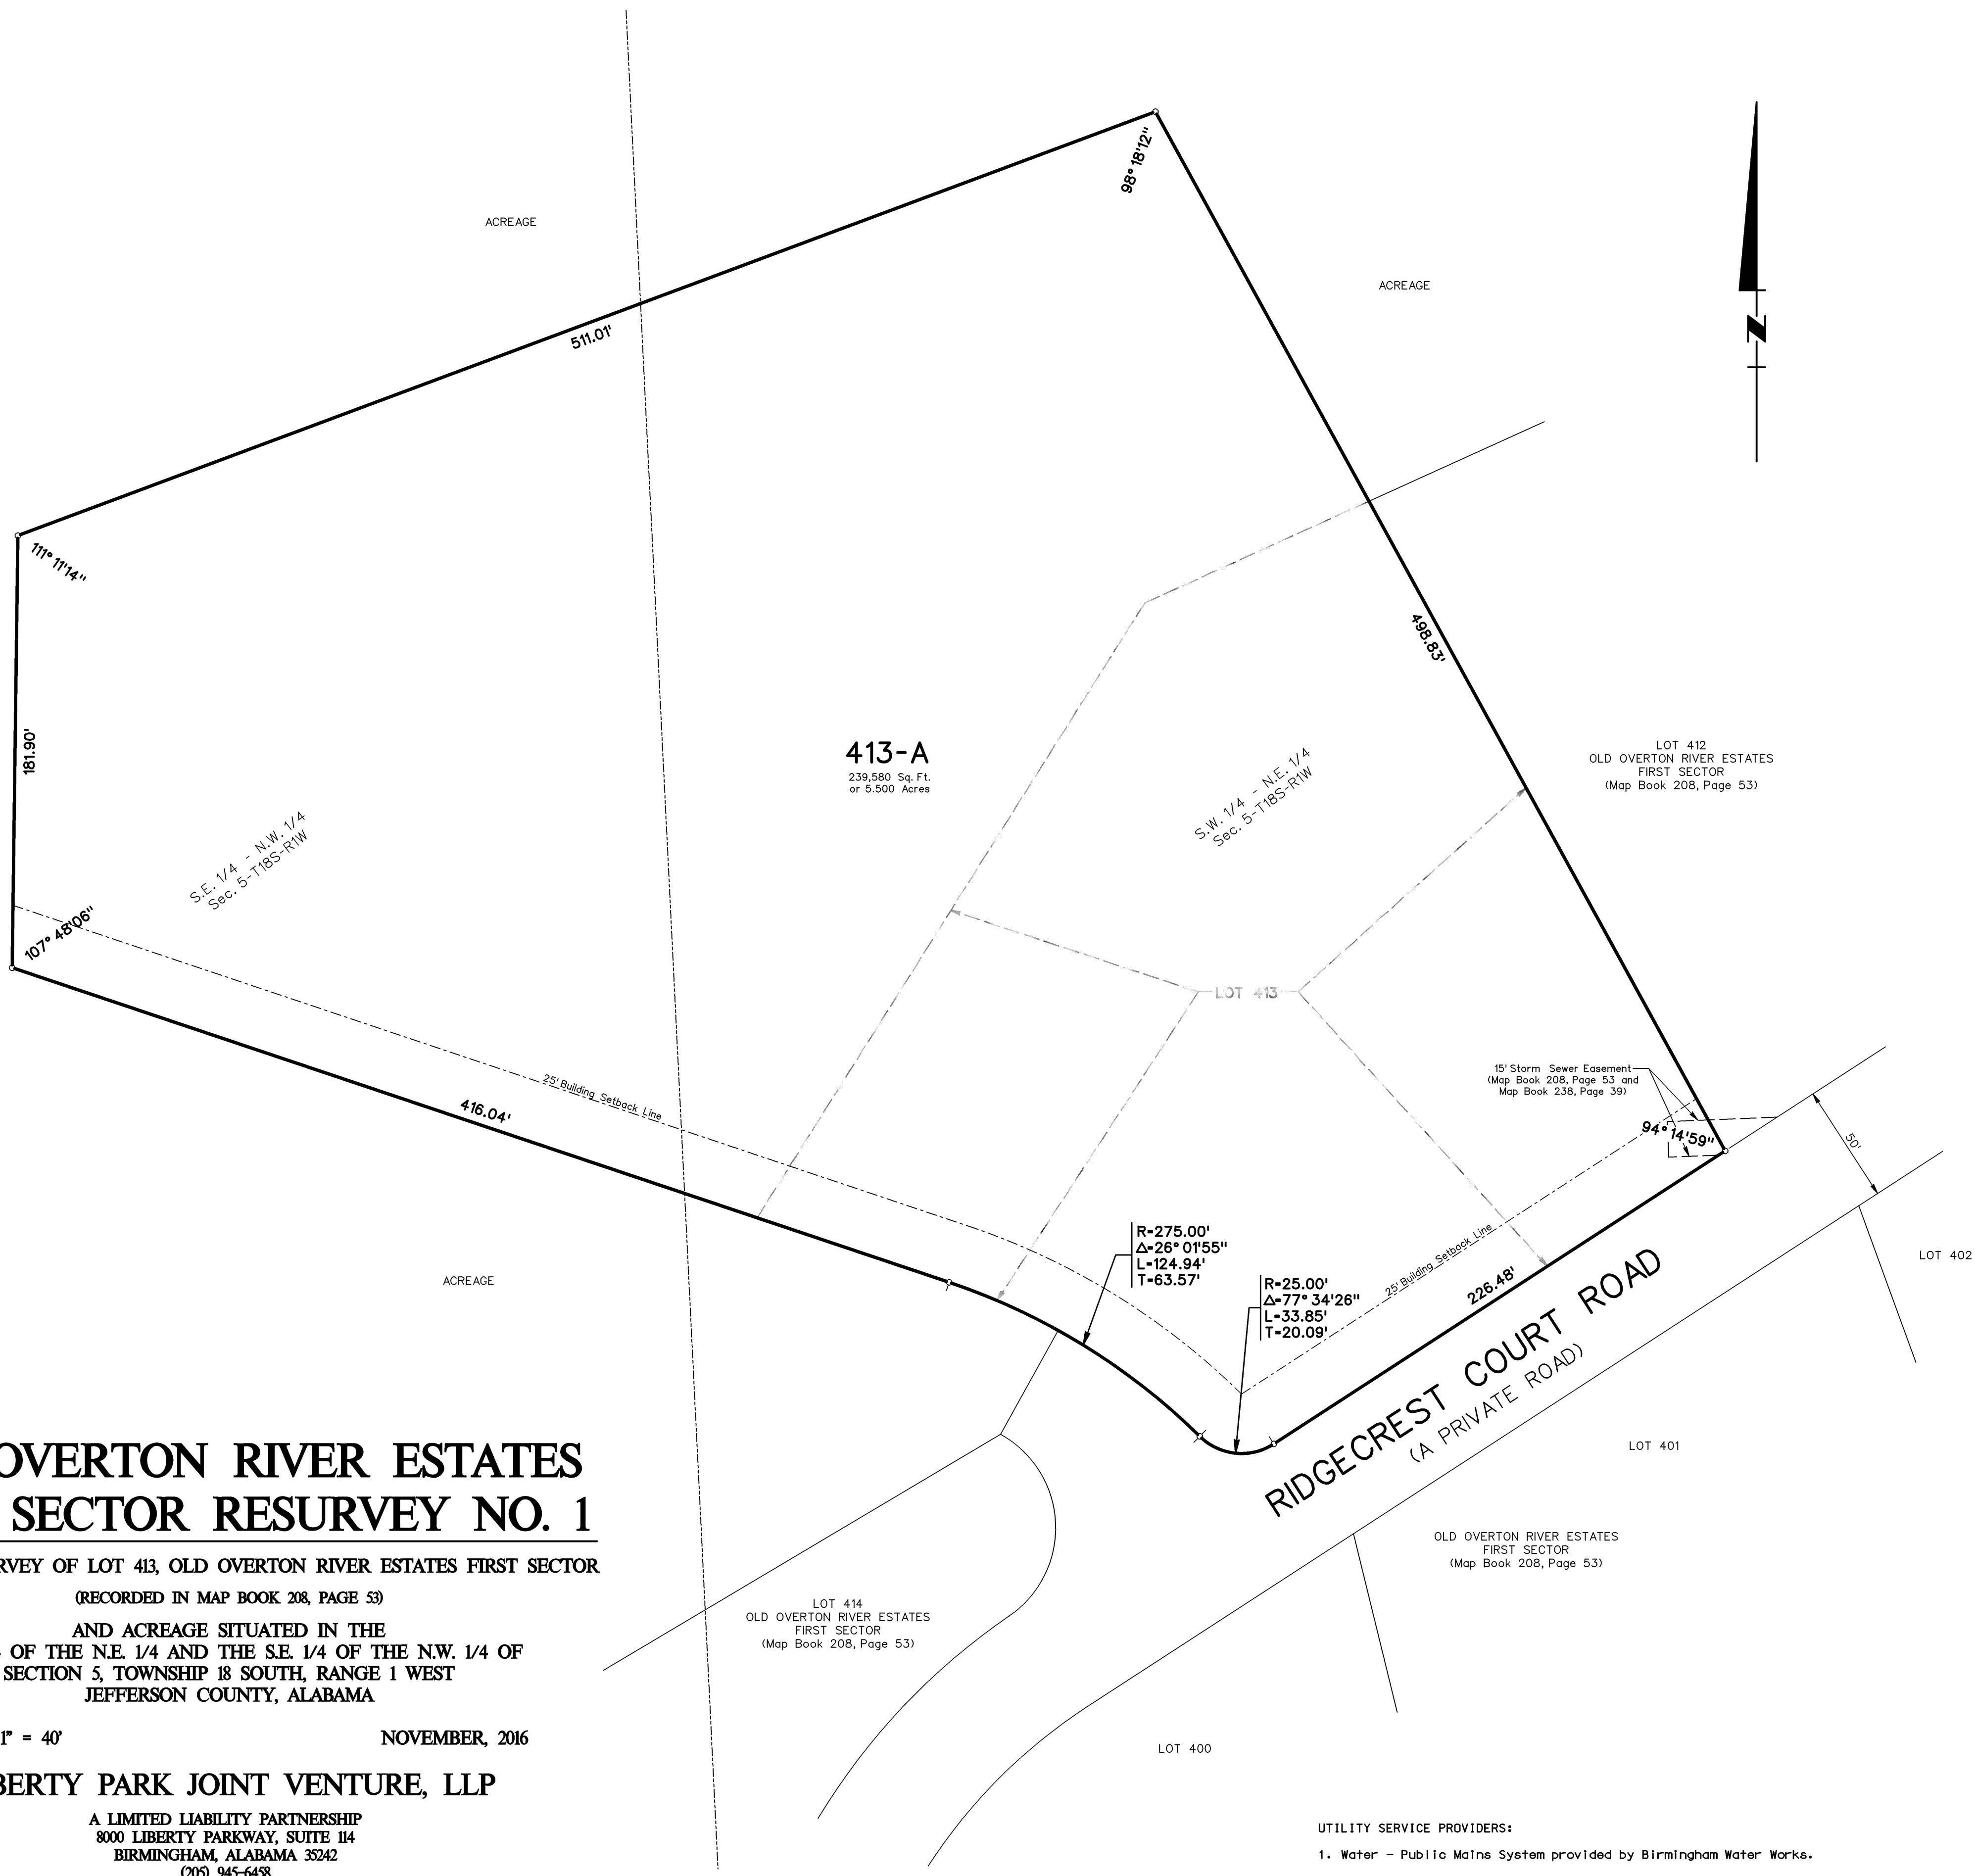 ACREAGE
98° 18'12"
ACREAGE
N
511.01'
111° 11'14"
498.83'
181.90'
413-A
239,580 Sq. Ft.
or 5.500 Acres
S.W. 1/4 - N.E. 1/4
Sec. 5-T18S-R1W
LOT 412
OLD OVERTON RIVER ESTATES
FIRST SECTOR
(Map Book 208, Page 53)
S.E. 1/4 - N.W. 1/4
Sec. 5-T18S-R1W
107° 48'06"
LOT 413
25' Building Setback Line
416.04'
15' Storm Sewer Easement
(Map Book 208, Page 53 and
Map Book 238, Page 39)
94° 14'59"
50'
R=275.00'
Δ=26° 01'55"
L=124.94'
T=63.57'
R=25.00'
Δ=77° 34'26"
L=33.85'
T=20.09'
25' Building Setback Line
226.48'
ACREAGE
LOT 402
RIDGECREST COURT ROAD
(A PRIVATE ROAD)
LOT 401
OLD OVERTON RIVER ESTATES
FIRST SECTOR
(Map Book 208, Page 53)
LOT 414
OLD OVERTON RIVER ESTATES
FIRST SECTOR
(Map Book 208, Page 53)
LOT 400
OVERTON RIVER ESTATES
SECTOR RESURVEY NO. 1
RVEY OF LOT 413, OLD OVERTON RIVER ESTATES FIRST SECTOR
(RECORDED IN MAP BOOK 208, PAGE 53)
AND ACREAGE SITUATED IN THE
OF THE N.E. 1/4 AND THE S.E. 1/4 OF THE N.W. 1/4 OF
SECTION 5, TOWNSHIP 18 SOUTH, RANGE 1 WEST
JEFFERSON COUNTY, ALABAMA
1" = 40' NOVEMBER, 2016
BERTY PARK JOINT VENTURE, LLP
A LIMITED LIABILITY PARTNERSHIP
8000 LIBERTY PARKWAY, SUITE 114
BIRMINGHAM, ALABAMA 35242
(205) 945-6458
UTILITY SERVICE PROVIDERS:
1. Water - Public Mains System provided by Birmingham Water Works.